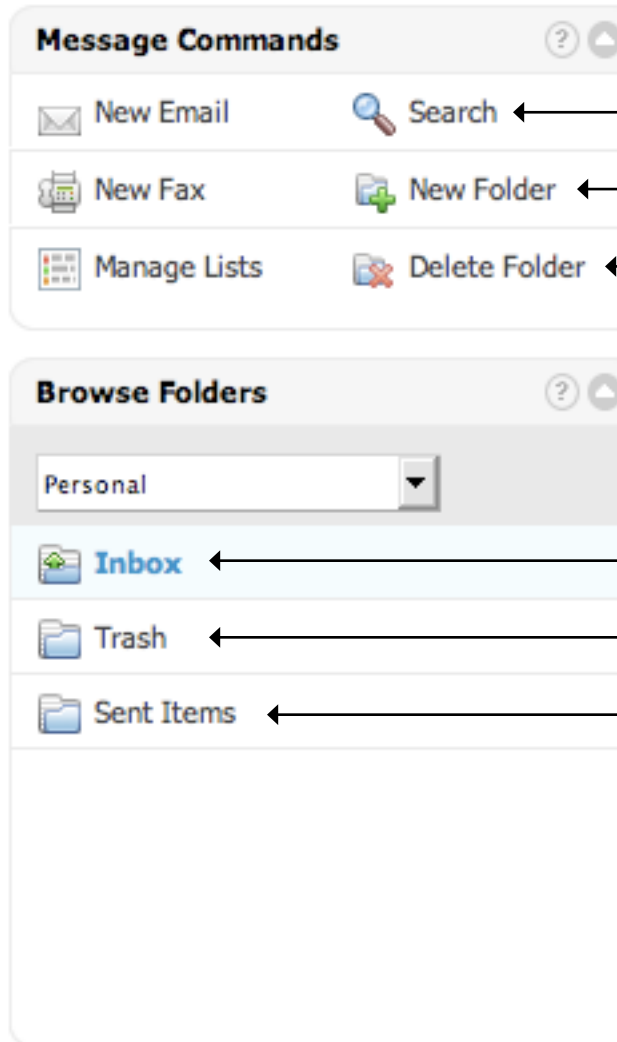 Message Commands ?
New Email Search
New Fax New Folder
Manage Lists Delete Folder
Browse Folders ?
Personal
Inbox
Trash
Sent Items